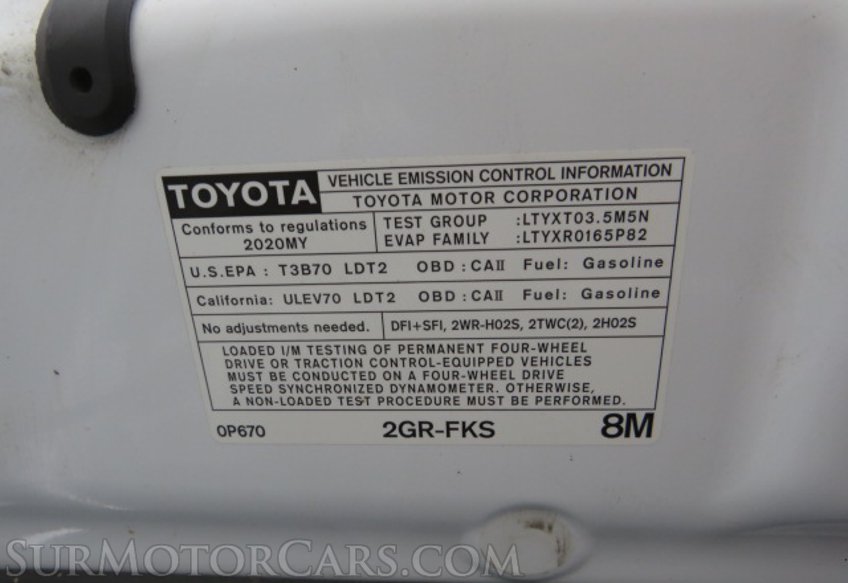 TOYOTA
VEHICLE EMISSION CONTROL INFORMATION
TOYOTA MOTOR CORPORATION
Conforms to regulations
2020MY
TEST GROUP :LTYXT03.5M5N
EVAP FAMILY :LTYXR0165P82
U.S.EPA : T3B70 LDT2 OBD : CAII Fuel: Gasoline
California: ULEV70 LDT2 OBD : CAII Fuel: Gasoline
No adjustments needed. DFI+SFI, 2WR-HO2S, 2TWC(2), 2HO2S
LOADED I/M TESTING OF PERMANENT FOUR-WHEEL
DRIVE OR TRACTION CONTROL-EQUIPPED VEHICLES
MUST BE CONDUCTED ON A FOUR-WHEEL DRIVE
SPEED SYNCHRONIZED DYNAMOMETER. OTHERWISE,
A NON-LOADED TEST PROCEDURE MUST BE PERFORMED.
0P670 2GR-FKS 8M
SURMOTORCARS.COM